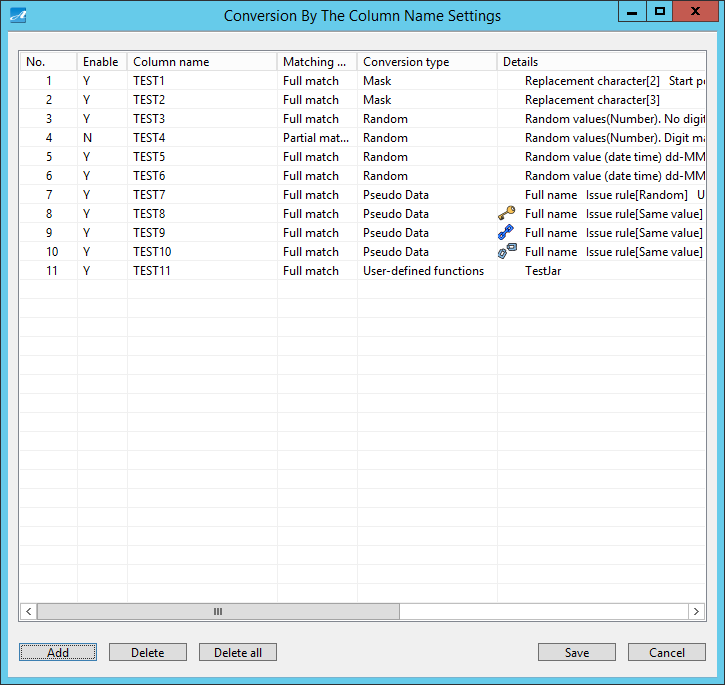 Conversion By The Column Name Settings
No. Enable Column name Matching ... Conversion type Details
1 Y TEST1 Full match Mask Replacement character[2] Start po
2 Y TEST2 Full match Mask Replacement character[3]
3 Y TEST3 Full match Random Random values(Number). No digit
4 N TEST4 Partial mat... Random Random values(Number). Digit ma
5 Y TEST5 Full match Random Random value (date time) dd-MM
6 Y TEST6 Full match Random Random value (date time) dd-MM
7 Y TEST7 Full match Pseudo Data Full name Issue rule[Random] U
8 Y TEST8 Full match Pseudo Data Full name Issue rule[Same value]
9 Y TEST9 Full match Pseudo Data Full name Issue rule[Same value]
10 Y TEST10 Full match Pseudo Data Full name Issue rule[Same value]
11 Y TEST11 Full match User-defined functions TestJar
Add Delete Delete all Save Cancel